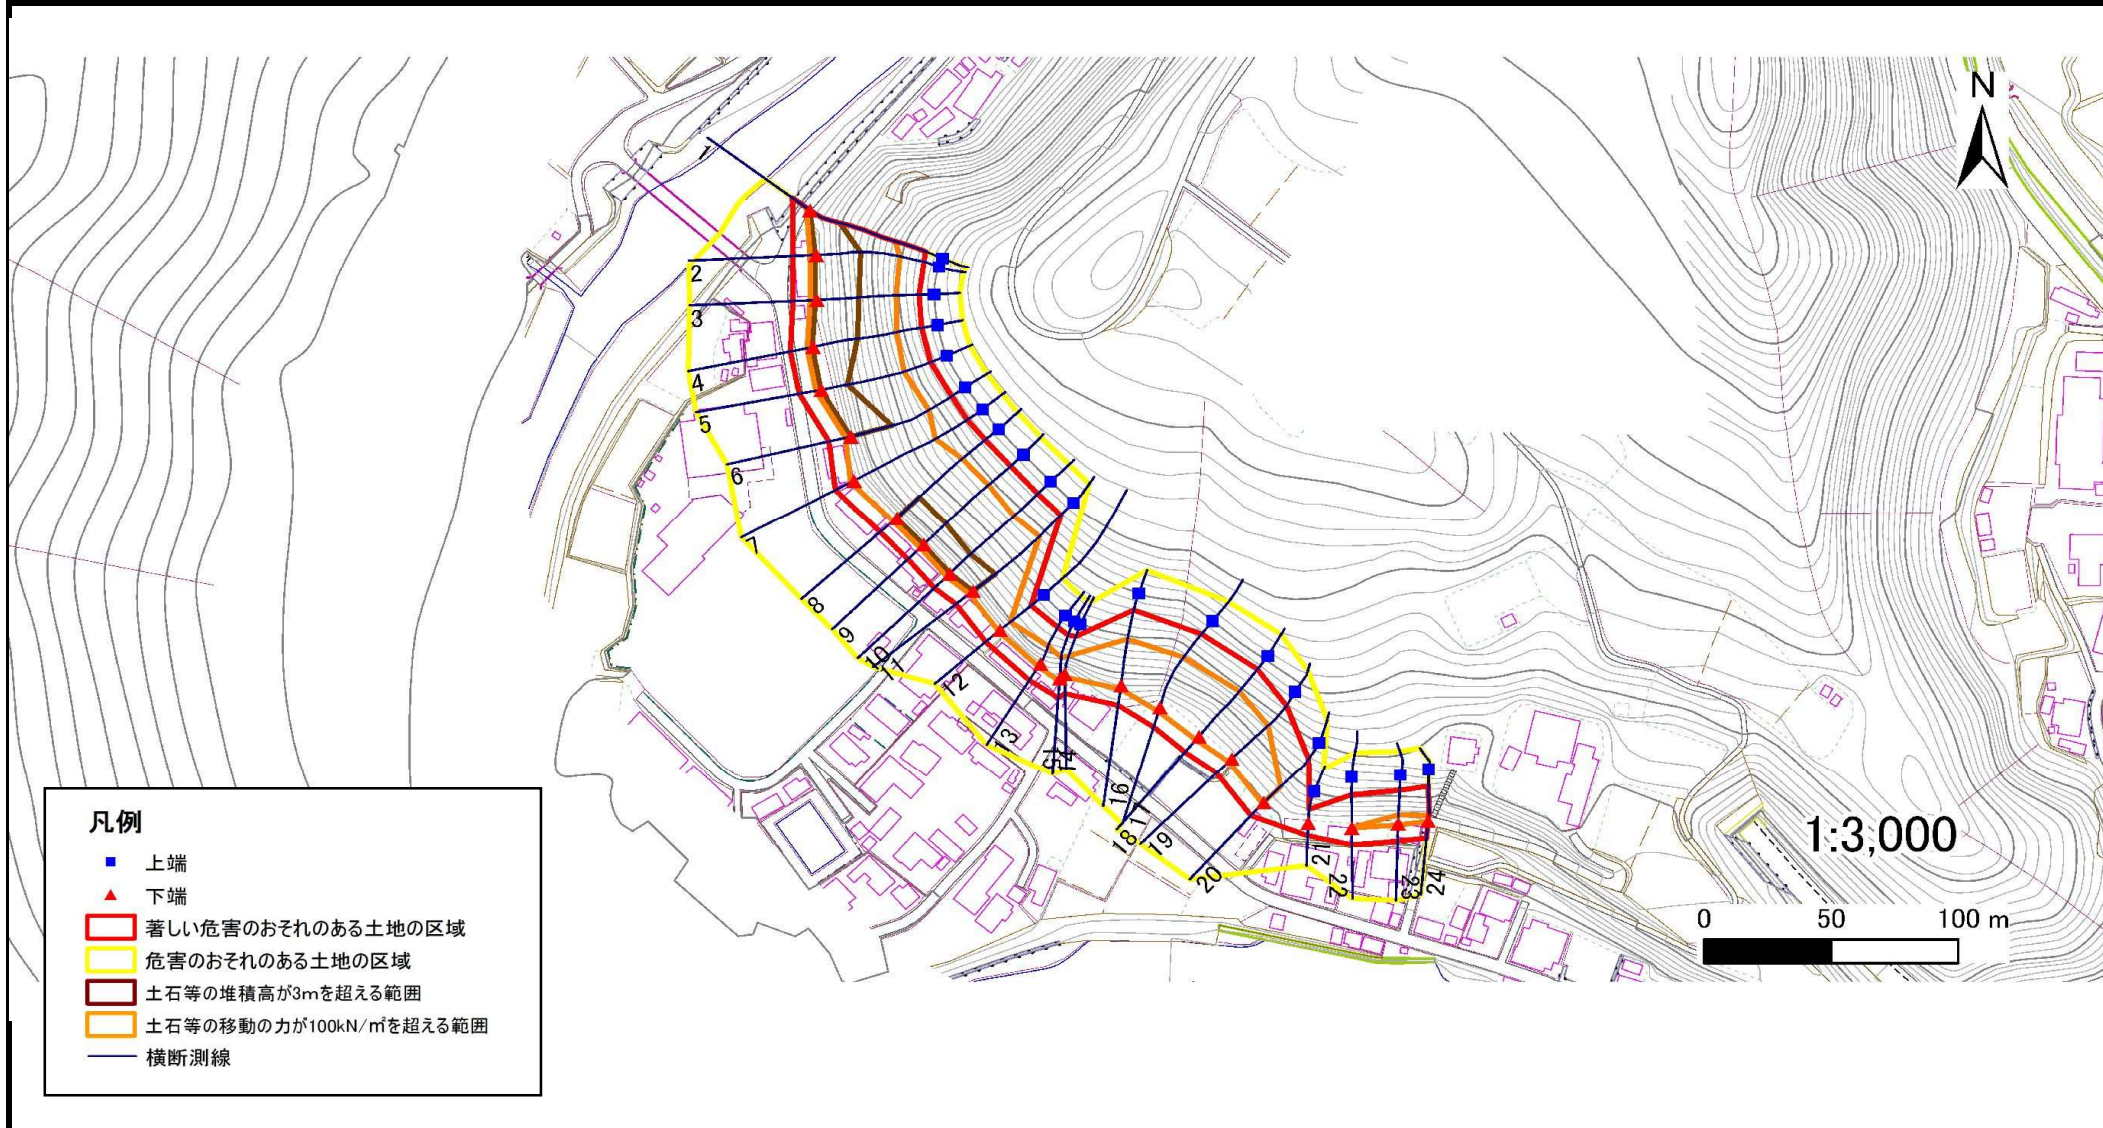 N
1
2
3
4
5
6
7
8
9
10
11
12
13
15
14
16
17
18
19
20
21
22
23
24
1:3,000
0 50 100 m
凡例
上端
下端
著しい危害のおそれのある土地の区域
危害のおそれのある土地の区域
土石等の堆積高が3mを超える範囲
土石等の移動の力が100kN/㎡を超える範囲
横断測線